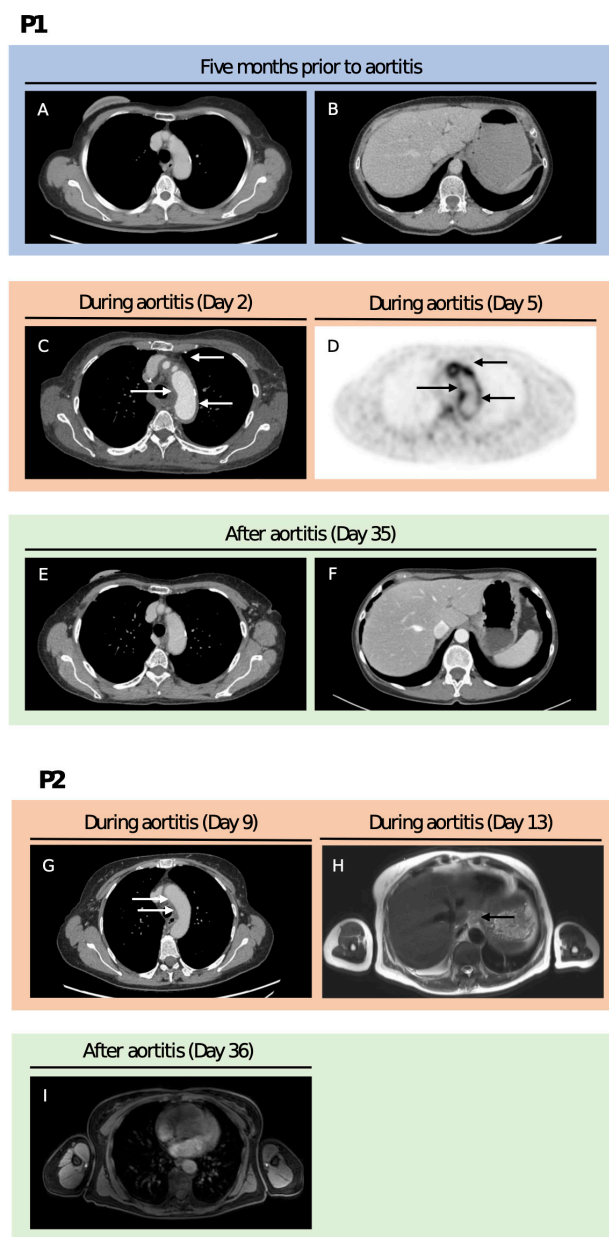 P1
Five months prior to aortitis
A
B
During aortitis (Day 2)
During aortitis (Day 5)
C
D
After aortitis (Day 35)
E
F
P2
During aortitis (Day 9)
During aortitis (Day 13)
G
H
After aortitis (Day 36)
I